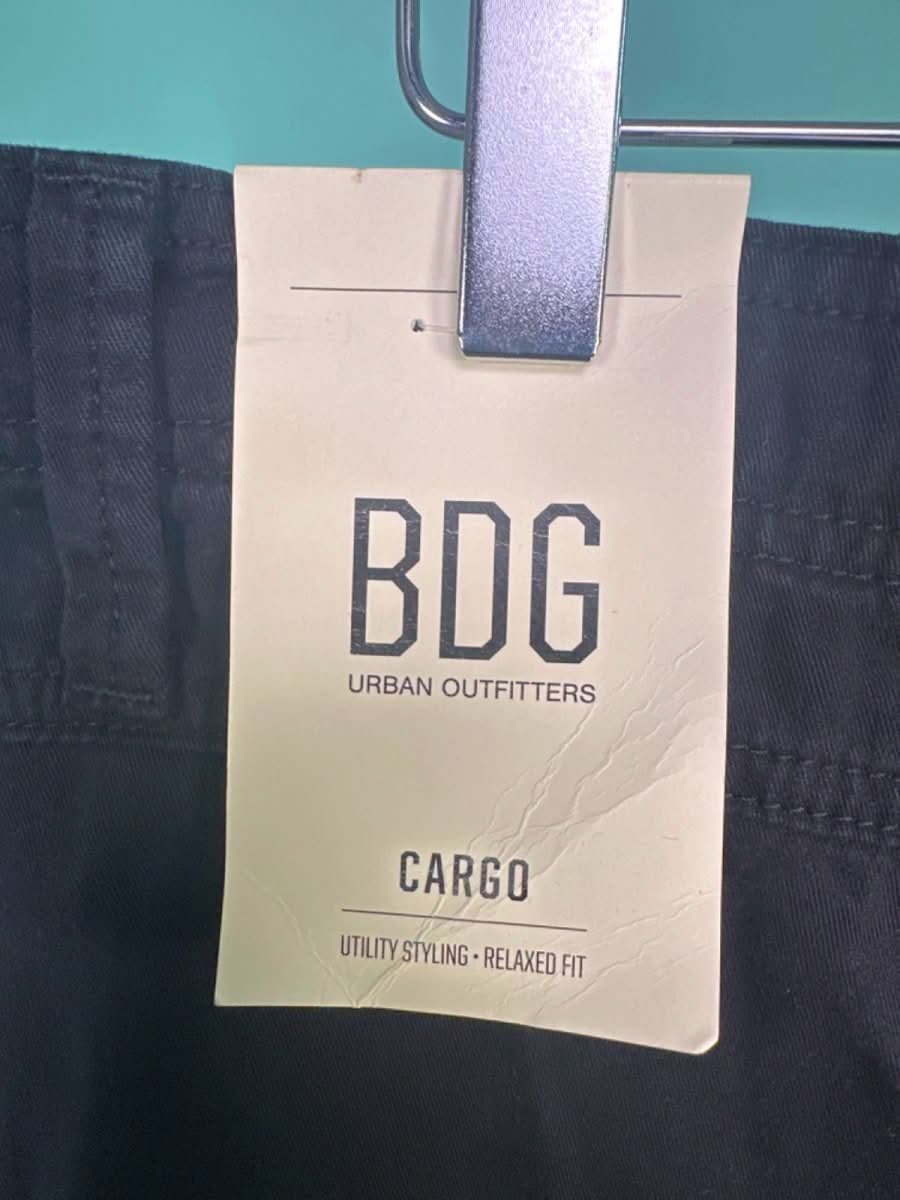 BDG
URBAN OUTFITTERS
CARGO
UTILITY STYLING • RELAXED FIT